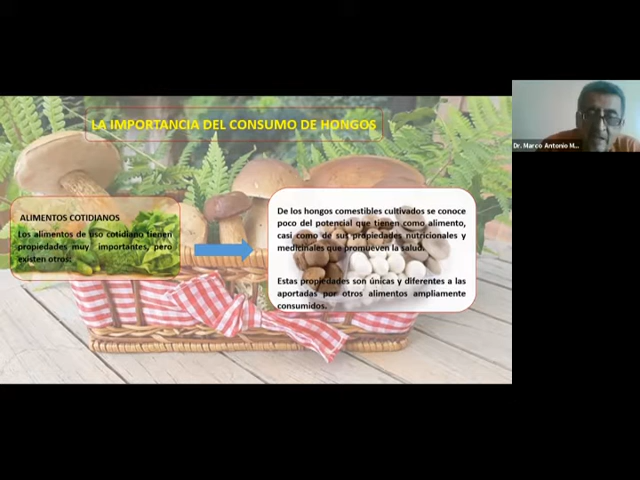 LA IMPORTANCIA DEL CONSUMO DE HONGOS
Dr. Marco Antonio M...
ALIMENTOS COTIDIANOS
Los alimentos de uso cotidiano tienen
propiedades muy importantes, pero
existen otros:
De los hongos comestibles cultivados se conoce
poco del potencial que tienen como alimento,
casi como de sus propiedades nutricionales y
medicinales que promueven la salud.
Estas propiedades son únicas y diferentes a las
aportadas por otros alimentos ampliamente
consumidos.